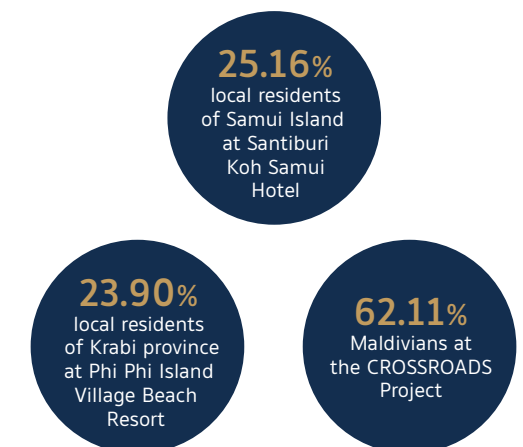 25.16%
local residents
of Samui Island
at Santiburi
Koh Samui
Hotel
23.90%
local residents
of Krabi province
at Phi Phi Island
Village Beach
Resort
62.11%
Maldivians at
the CROSSROADS
Project